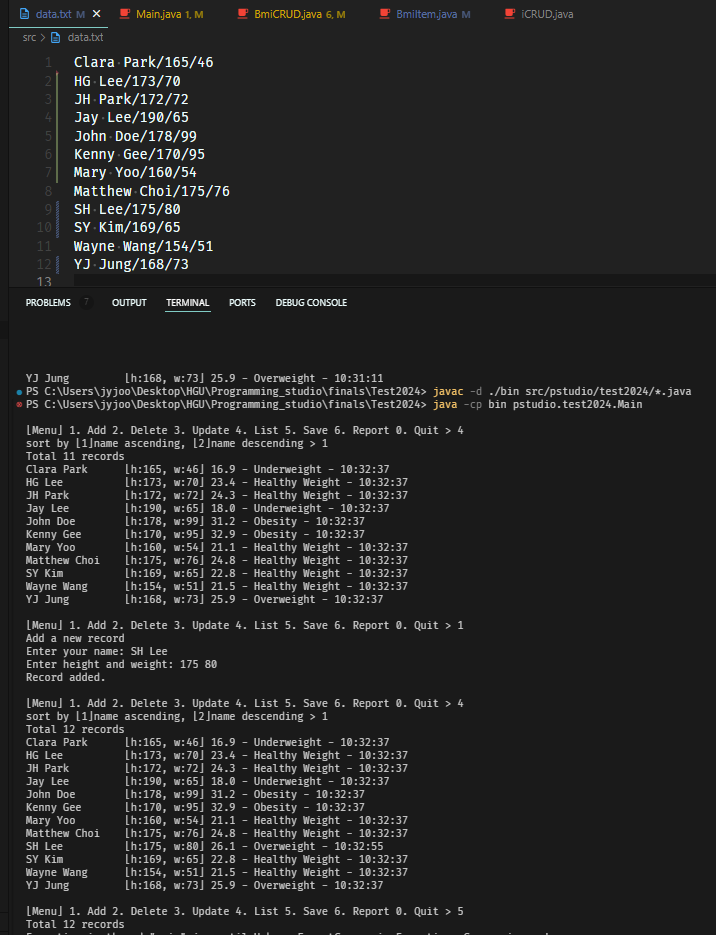 data.txt M Main.java 1, M BmiCRUD.java 6, M BmiItem.java M iCRUD.java
src > data.txt
1 Clara Park/165/46
2 HG Lee/173/70
3 JH Park/172/72
4 Jay Lee/190/65
5 John Doe/178/99
6 Kenny Gee/170/95
7 Mary Yoo/160/54
8 Matthew Choi/175/76
9 SH Lee/175/80
10 SY Kim/169/65
11 Wayne Wang/154/51
12 YJ Jung/168/73
13
PROBLEMS 7 OUTPUT TERMINAL PORTS DEBUG CONSOLE
YJ Jung [h:168, w:73] 25.9 - Overweight - 10:31:11
PS C:\Users\jyjoo\Desktop\HGU\Programming_studio\finals\Test2024> javac -d ./bin src/pstudio/test2024/*.java
PS C:\Users\jyjoo\Desktop\HGU\Programming_studio\finals\Test2024> java -cp bin pstudio.test2024.Main
[Menu] 1. Add 2. Delete 3. Update 4. List 5. Save 6. Report 0. Quit > 4
sort by [1]name ascending, [2]name descending > 1
Total 11 records
Clara Park [h:165, w:46] 16.9 - Underweight - 10:32:37
HG Lee [h:173, w:70] 23.4 - Healthy Weight - 10:32:37
JH Park [h:172, w:72] 24.3 - Healthy Weight - 10:32:37
Jay Lee [h:190, w:65] 18.0 - Underweight - 10:32:37
John Doe [h:178, w:99] 31.2 - Obesity - 10:32:37
Kenny Gee [h:170, w:95] 32.9 - Obesity - 10:32:37
Mary Yoo [h:160, w:54] 21.1 - Healthy Weight - 10:32:37
Matthew Choi [h:175, w:76] 24.8 - Healthy Weight - 10:32:37
SY Kim [h:169, w:65] 22.8 - Healthy Weight - 10:32:37
Wayne Wang [h:154, w:51] 21.5 - Healthy Weight - 10:32:37
YJ Jung [h:168, w:73] 25.9 - Overweight - 10:32:37
[Menu] 1. Add 2. Delete 3. Update 4. List 5. Save 6. Report 0. Quit > 1
Add a new record
Enter your name: SH Lee
Enter height and weight: 175 80
Record added.
[Menu] 1. Add 2. Delete 3. Update 4. List 5. Save 6. Report 0. Quit > 4
sort by [1]name ascending, [2]name descending > 1
Total 12 records
Clara Park [h:165, w:46] 16.9 - Underweight - 10:32:37
HG Lee [h:173, w:70] 23.4 - Healthy Weight - 10:32:37
JH Park [h:172, w:72] 24.3 - Healthy Weight - 10:32:37
Jay Lee [h:190, w:65] 18.0 - Underweight - 10:32:37
John Doe [h:178, w:99] 31.2 - Obesity - 10:32:37
Kenny Gee [h:170, w:95] 32.9 - Obesity - 10:32:37
Mary Yoo [h:160, w:54] 21.1 - Healthy Weight - 10:32:37
Matthew Choi [h:175, w:76] 24.8 - Healthy Weight - 10:32:37
SH Lee [h:175, w:80] 26.1 - Overweight - 10:32:55
SY Kim [h:169, w:65] 22.8 - Healthy Weight - 10:32:37
Wayne Wang [h:154, w:51] 21.5 - Healthy Weight - 10:32:37
YJ Jung [h:168, w:73] 25.9 - Overweight - 10:32:37
[Menu] 1. Add 2. Delete 3. Update 4. List 5. Save 6. Report 0. Quit > 5
Total 12 records